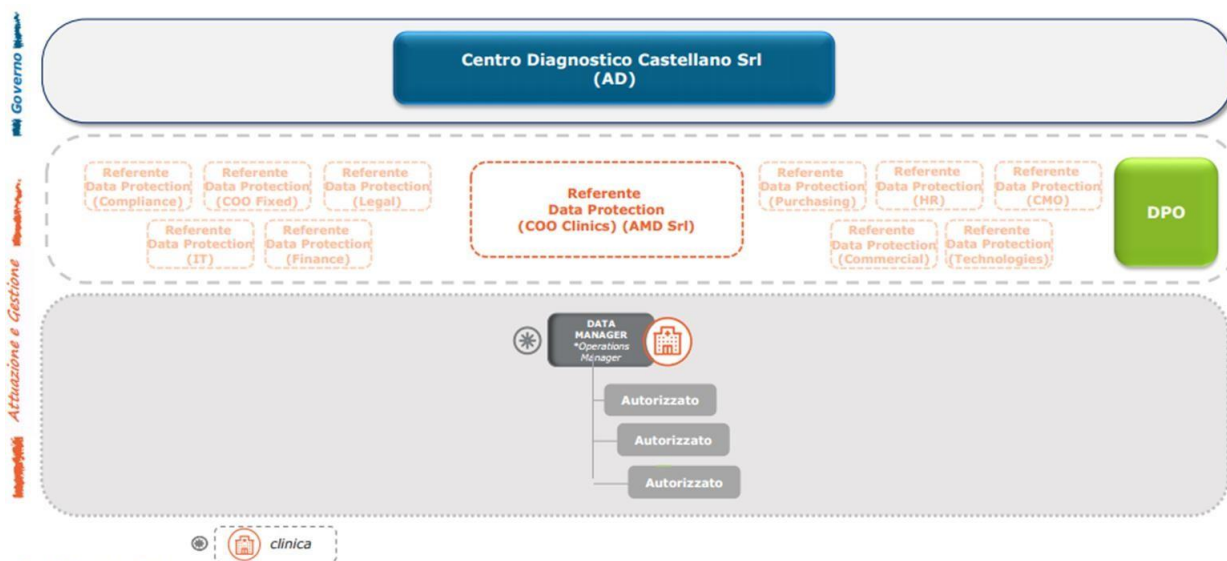 Governo
Centro Diagnostico Castellano Srl
(AD)
Attuazione e Gestione
Referente
Data Protection
(Compliance)
Referente
Data Protection
(COO Fixed)
Referente
Data Protection
(Legal)
Referente
Data Protection
(IT)
Referente
Data Protection
(Finance)
Referente
Data Protection
(COO Clinics) (AMD Srl)
Referente
Data Protection
(Purchasing)
Referente
Data Protection
(HR)
Referente
Data Protection
(CMO)
Referente
Data Protection
(Commercial)
Referente
Data Protection
(Technologies)
DPO
DATA
MANAGER
*Operations
Manager
Autorizzato
Autorizzato
Autorizzato
clinica